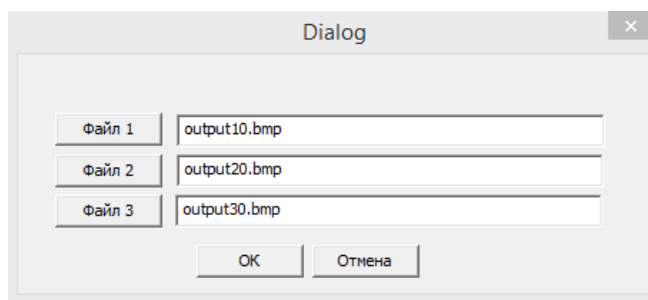 Dialog
Файл 1 output10.bmp
Файл 2 output20.bmp
Файл 3 output30.bmp
OK Отмена